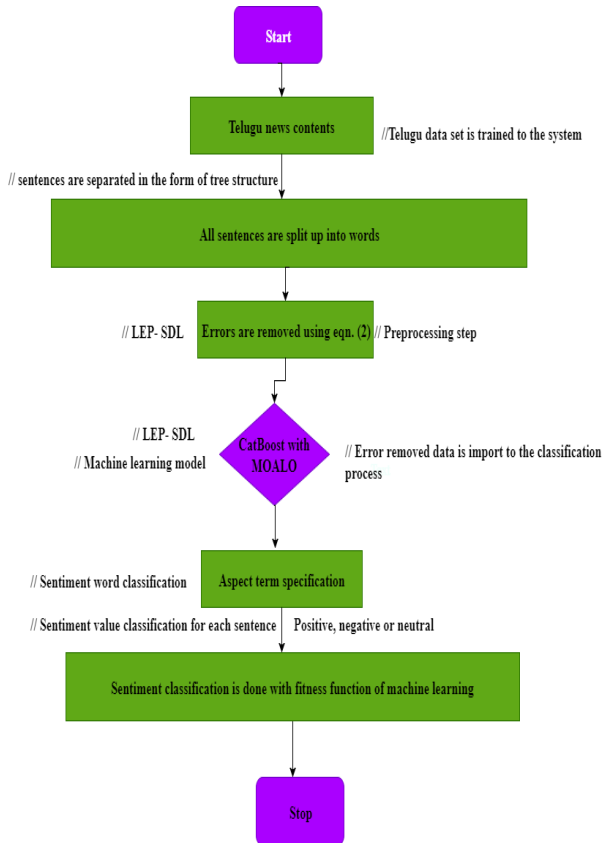 Start
Telugu news contents
//Telugu data set is trained to the system
// sentences are separated in the form of tree structure
All sentences are split up into words
// LEP- SDL
Errors are removed using eqn. (2)
// Preprocessing step
// LEP- SDL
// Machine learning model
CatBoost with
MOALO
// Error removed data is import to the classification
process
// Sentiment word classification
Aspect term specification
// Sentiment value classification for each sentence
Positive, negative or neutral
Sentiment classification is done with fitness function of machine learning
Stop